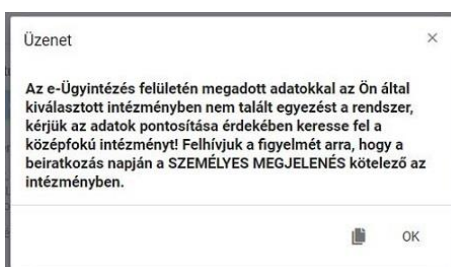 Üzenet
Az e-Ügyintézés felületén megadott adatokkal az Ön által
kiválasztott intézményben nem talált egyezést a rendszer,
kérjük az adatok pontosítása érdekében keresse fel a
középfokú intézményt! Felhívjuk a figyelmét arra, hogy a
beiratkozás napján a SZEMÉLYES MEGJELENÉS kötelező az
intézményben.
OK